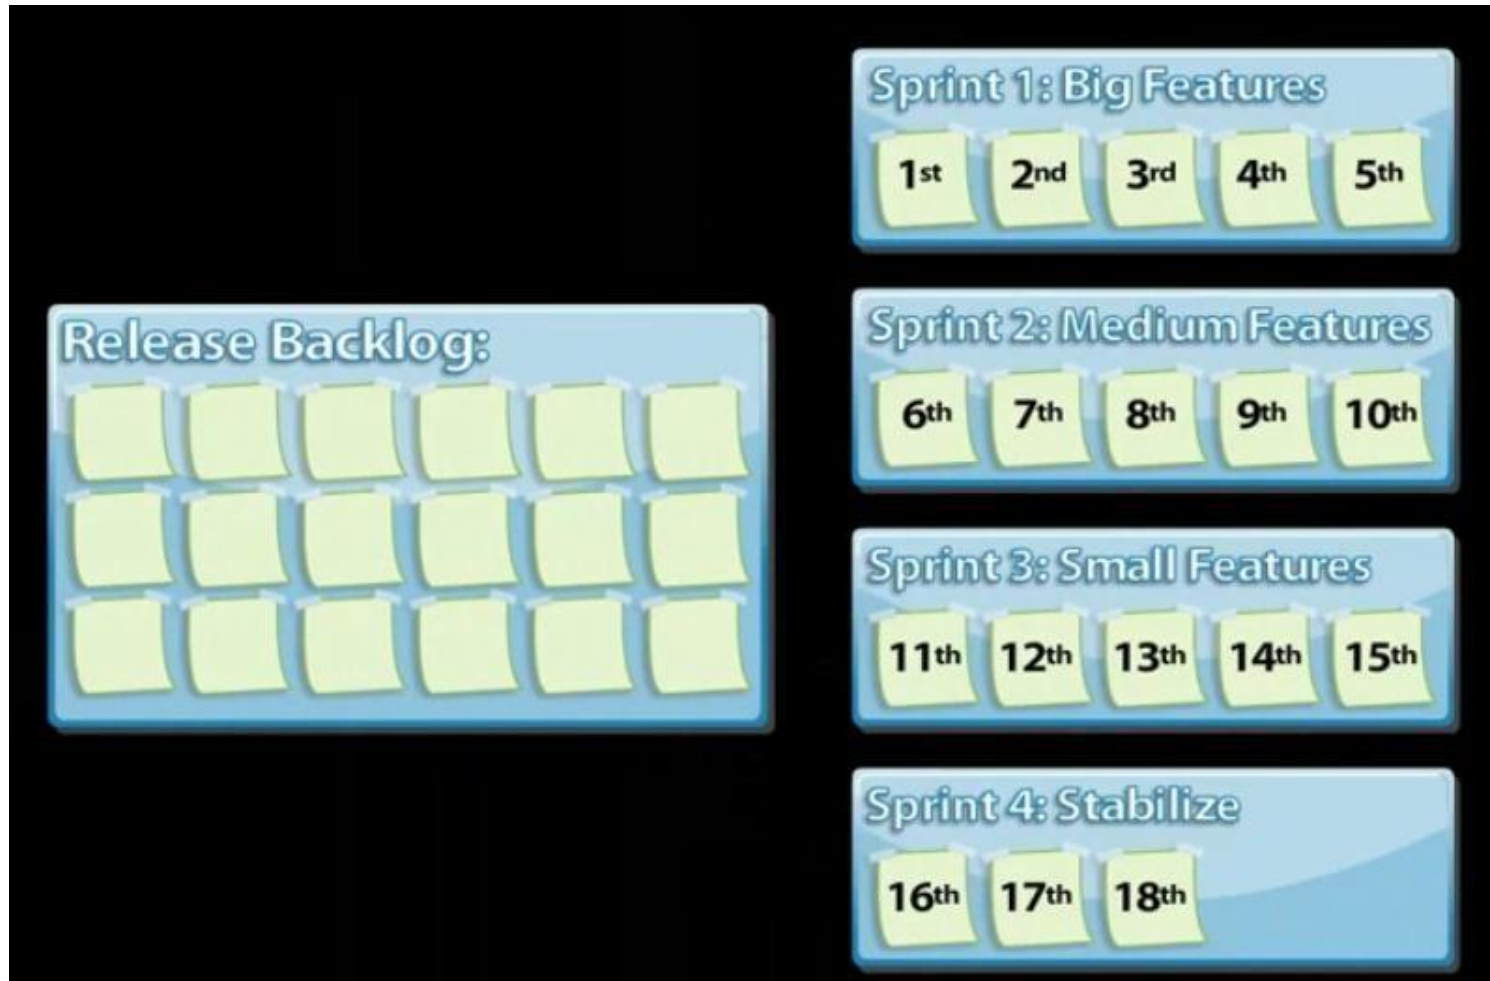 Release Backlog:
Sprint 1: Big Features
1st 2nd 3rd 4th 5th
Sprint 2: Medium Features
6th 7th 8th 9th 10th
Sprint 3: Small Features
11th 12th 13th 14th 15th
Sprint 4: Stabilize
16th 17th 18th